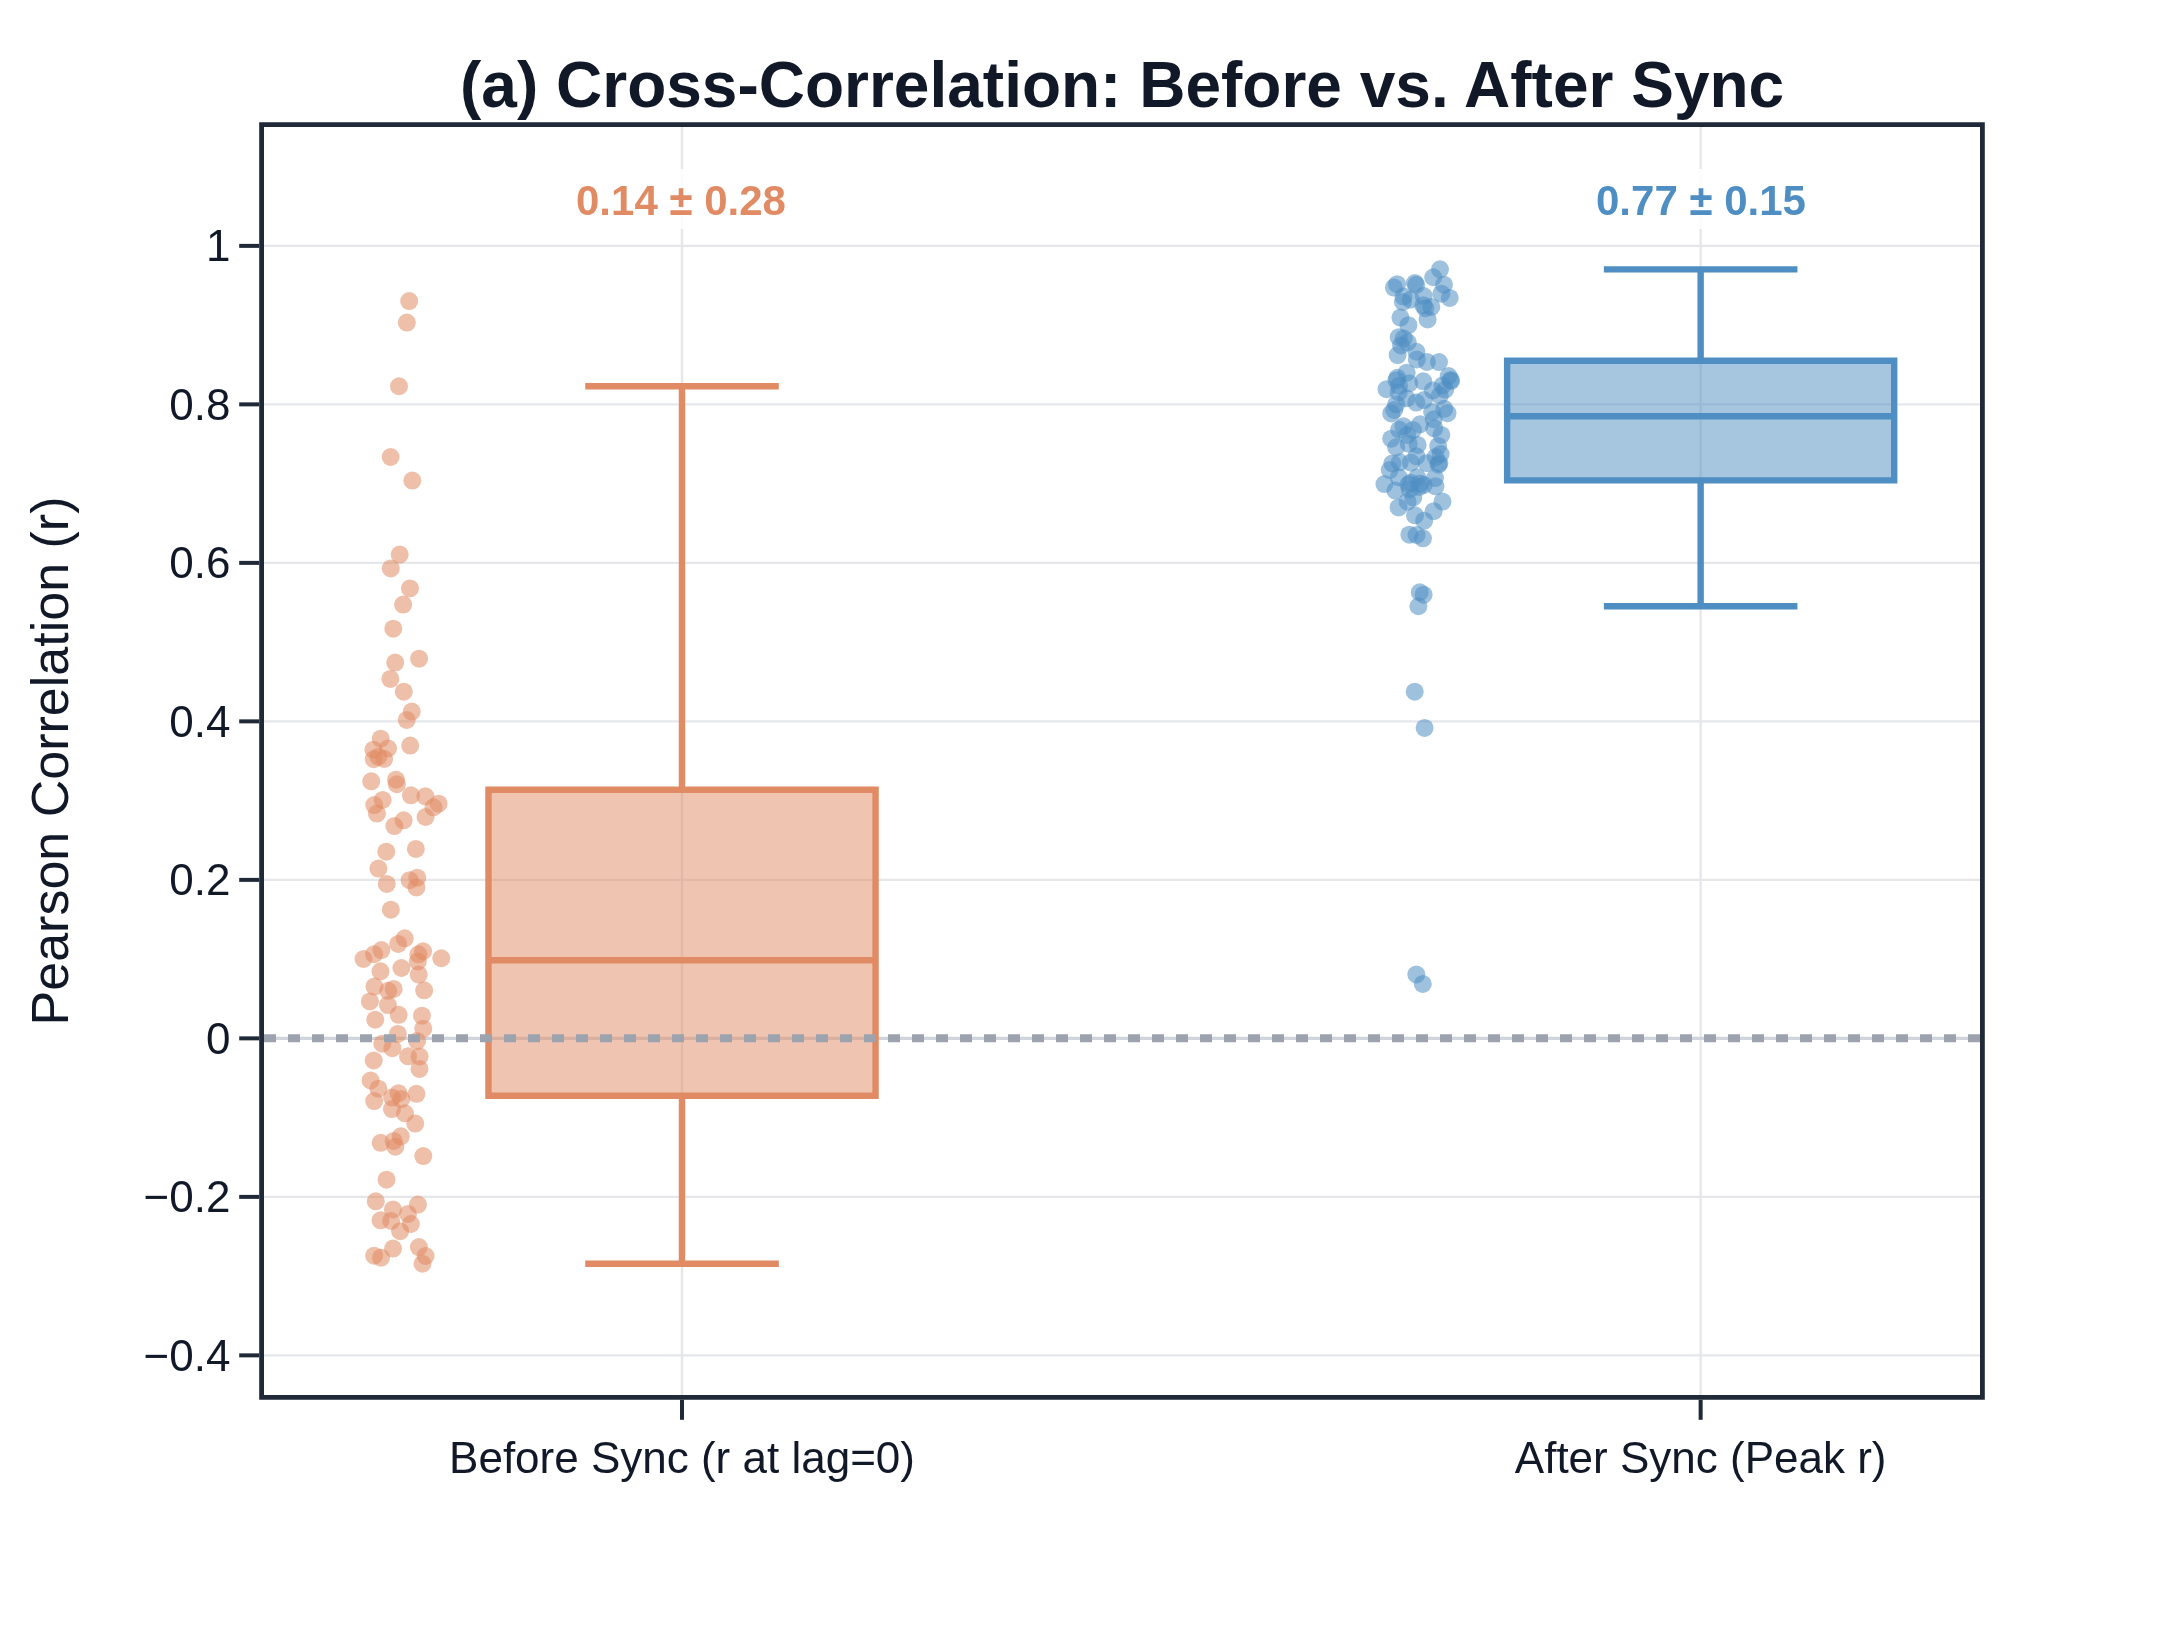 (a) Cross-Correlation: Before vs. After Sync
0.14 ± 0.28
0.77 ± 0.15
Pearson Correlation (r)
1
0.8
0.6
0.4
0.2
0
−0.2
−0.4
Before Sync (r at lag=0)
After Sync (Peak r)